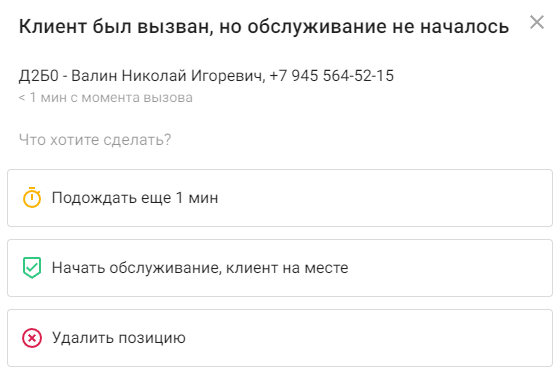 Клиент был вызван, но обслуживание не началось
Д2Б0 - Валин Николай Игоревич, +7 945 564-52-15
< 1 мин с момента вызова
Что хотите сделать?
Подождать еще 1 мин
Начать обслуживание, клиент на месте
Удалить позицию